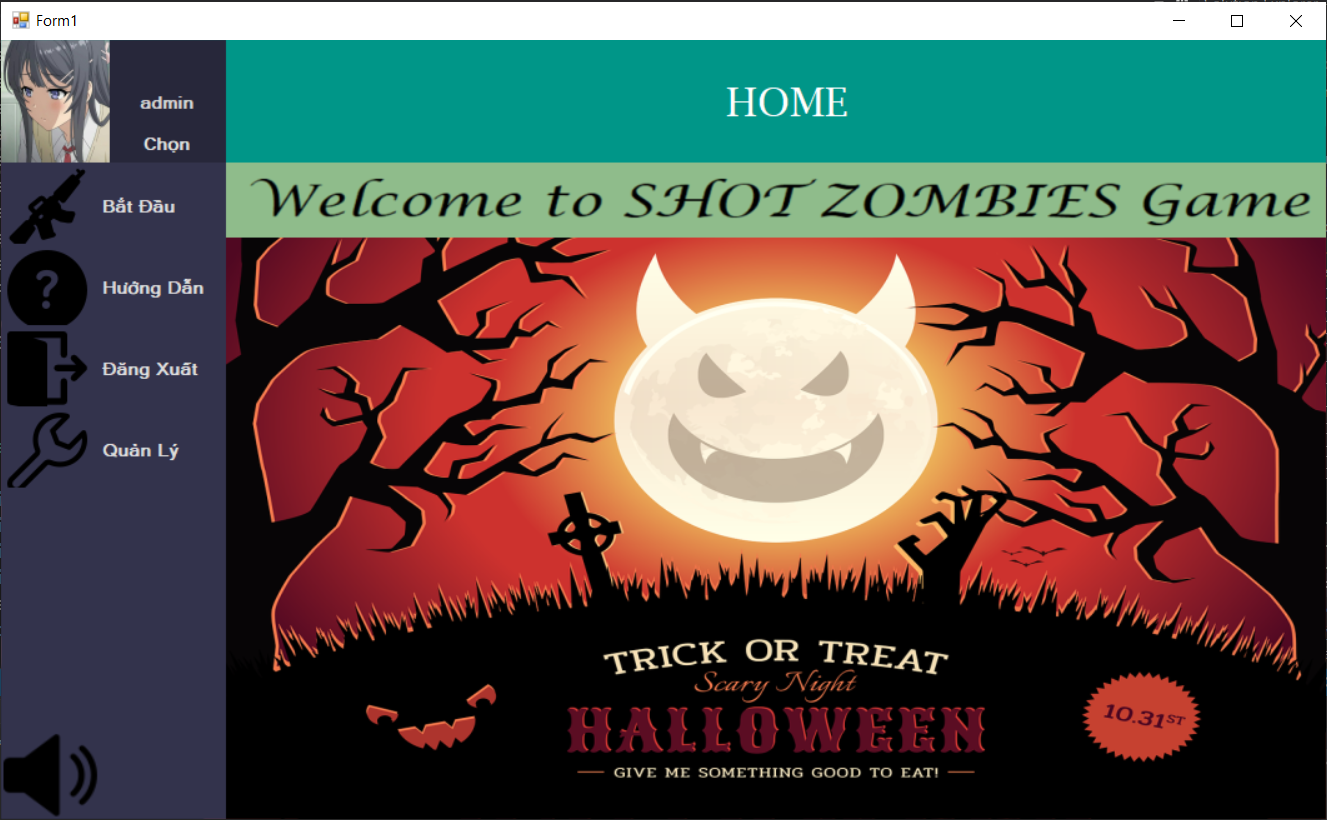 Form1
admin
Chọn
HOME
Bắt Đầu
Hướng Dẫn
Đăng Xuất
Quản Lý
?
Welcome to SHOT ZOMBIES Game
TRICK OR TREAT
Scary Night
HALLOWEEN
GIVE ME SOMETHING GOOD TO EAT!
10.31ST